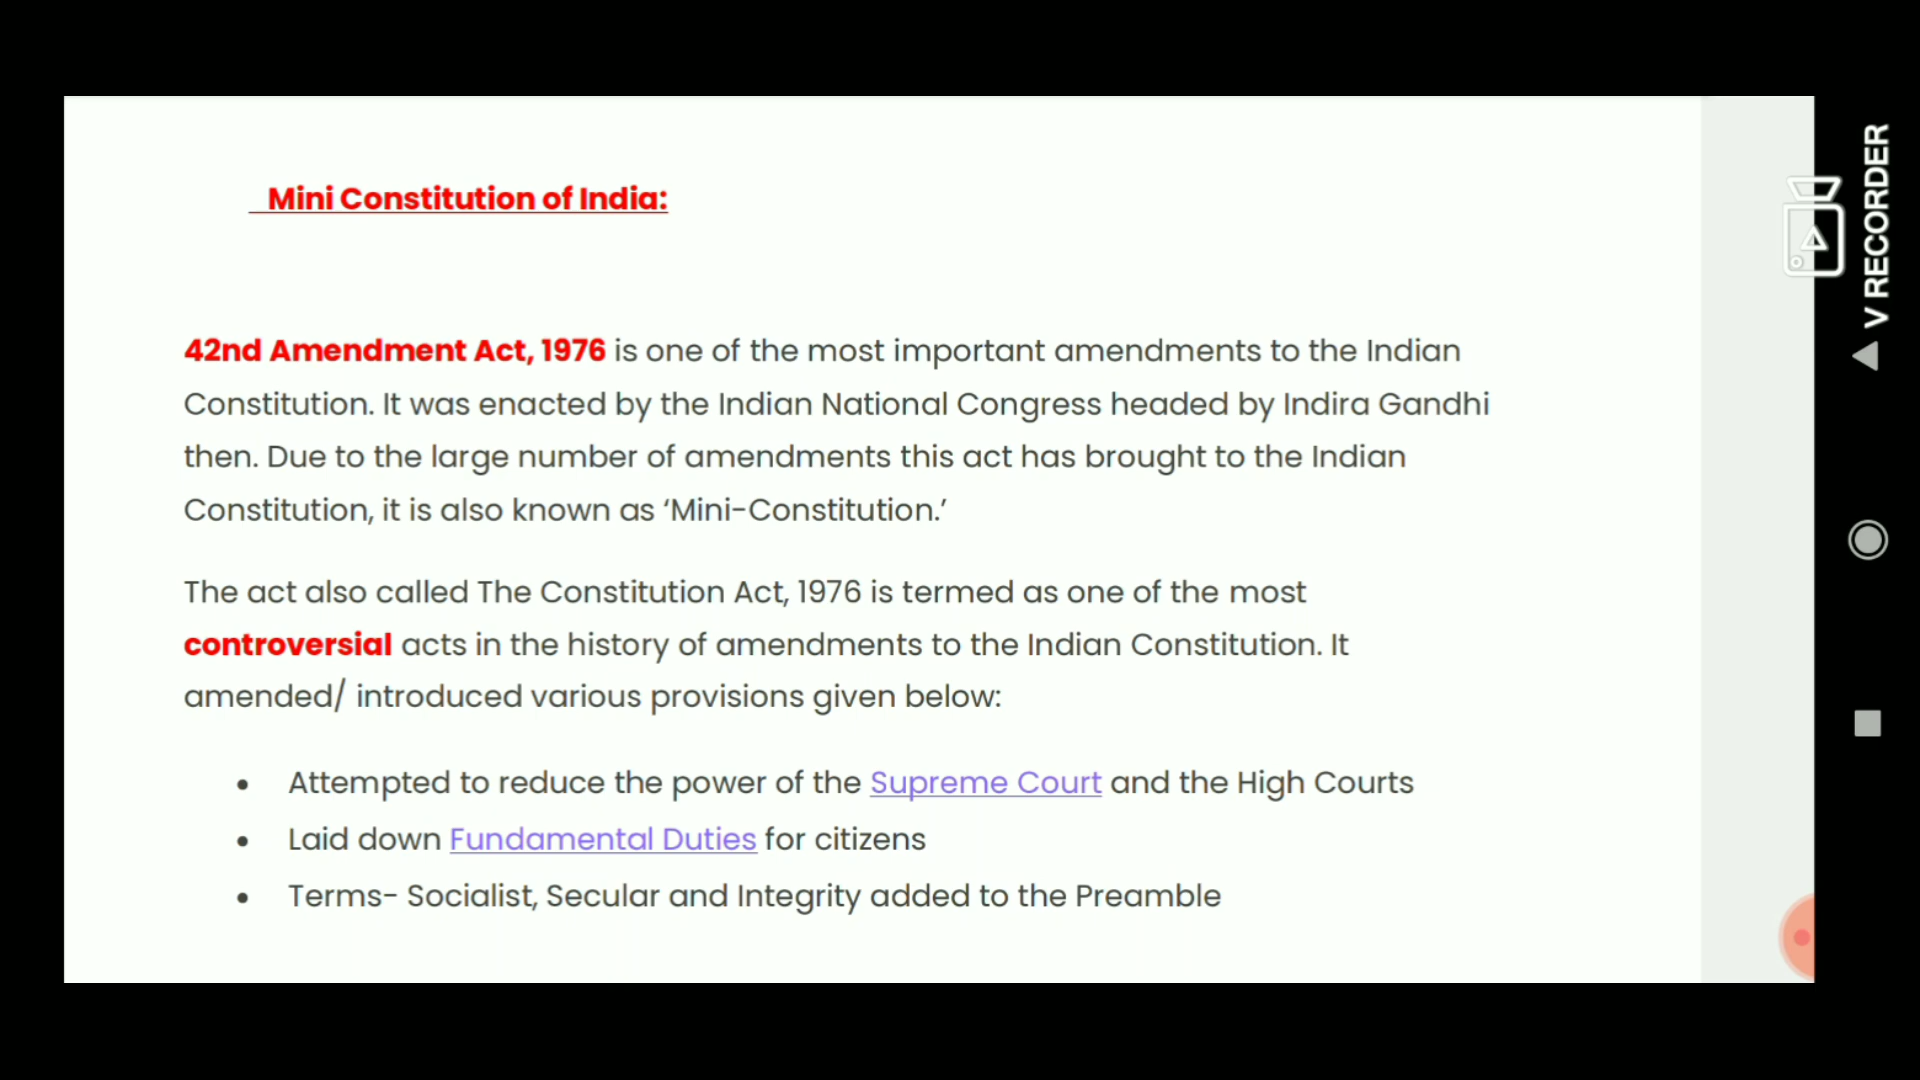 Mini Constitution of India:
42nd Amendment Act, 1976 is one of the most important amendments to the Indian
Constitution. It was enacted by the Indian National Congress headed by Indira Gandhi
then. Due to the large number of amendments this act has brought to the Indian
Constitution, it is also known as ‘Mini-Constitution.’
The act also called The Constitution Act, 1976 is termed as one of the most
controversial acts in the history of amendments to the Indian Constitution. It
amended/ introduced various provisions given below:
• Attempted to reduce the power of the Supreme Court and the High Courts
• Laid down Fundamental Duties for citizens
• Terms- Socialist, Secular and Integrity added to the Preamble
V RECORDER